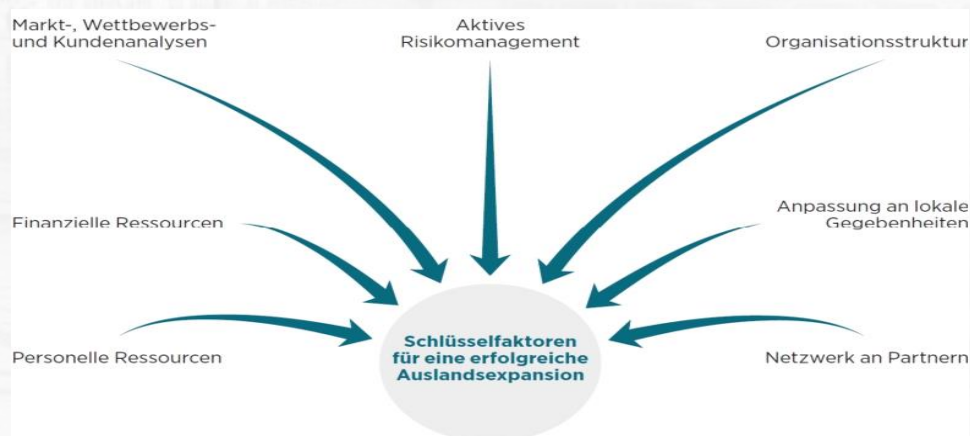 Markt-, Wettbewerbs-
und Kundenanalysen
Aktives
Risikomanagement
Organisationsstruktur
Finanzielle Ressourcen
Anpassung an lokale
Gegebenheiten
Personelle Ressourcen
Schlüsselfaktoren
für eine erfolgreiche
Auslandsexpansion
Netzwerk an Partnern